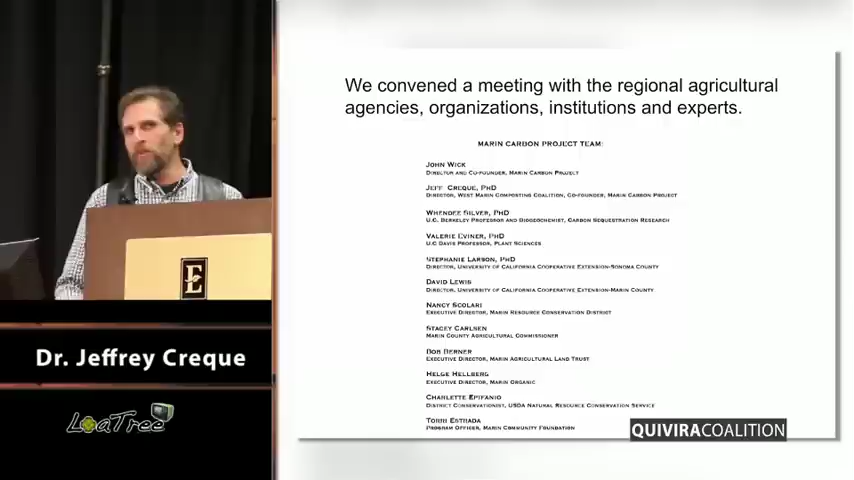 We convened a meeting with the regional agricultural
agencies, organizations, institutions and experts.
MARIN CARBON PROJECT TEAM:
JOHN WICK
DIRECTOR AND CO-FOUNDER, MARIN CARBON PROJECT
JEFF CREQUE, PHD
DIRECTOR, WEST MARIN COMPOSTING COALITION, CO-FOUNDER, MARIN CARBON PROJECT
WHENDEE SILVER, PHD
U.C. BERKELEY PROFESSOR AND BIOGEOCHEMIST, CARBON SEQUESTRATION RESEARCH
VALERIE EVINER, PHD
U.C DAVIS PROFESSOR, PLANT SCIENCES
STEPHANIE LARSON, PHD
DIRECTOR, UNIVERSITY OF CALIFORNIA COOPERATIVE EXTENSION-SONOMA COUNTY
DAVID LEWIS
DIRECTOR, UNIVERSITY OF CALIFORNIA COOPERATIVE EXTENSION-MARIN COUNTY
NANCY SCOLARI
EXECUTIVE DIRECTOR, MARIN RESOURCE CONSERVATION DISTRICT
STACEY CARLSEN
MARIN COUNTY AGRICULTURAL COMMISSIONER
BOB BERNER
EXECUTIVE DIRECTOR, MARIN AGRICULTURAL LAND TRUST
HELGE HELLBERG
EXECUTIVE DIRECTOR, MARIN ORGANIC
CHARLETTE EPIFANIO
DISTRICT CONSERVATIONIST, USDA NATURAL RESOURCE CONSERVATION SERVICE
TORRI ESTRADA
PROGRAM OFFICER, MARIN COMMUNITY FOUNDATION
QUIVIRACOALITION
E
Dr. Jeffrey Creque
LoaTree